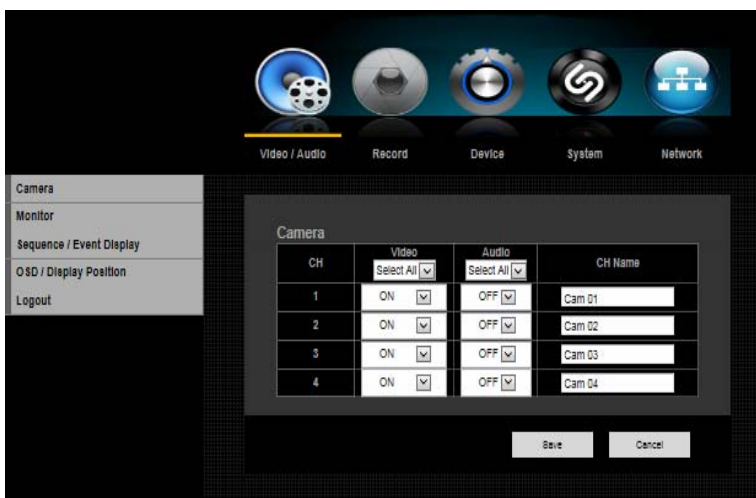 Video / Audio Record Device System Network
Camera
Monitor
Sequence / Event Display
OSD / Display Position
Logout
Camera
CH Video Audio CH Name
Select All Select All
1 ON OFF Cam 01
2 ON OFF Cam 02
3 ON OFF Cam 03
4 ON OFF Cam 04
Save Cancel